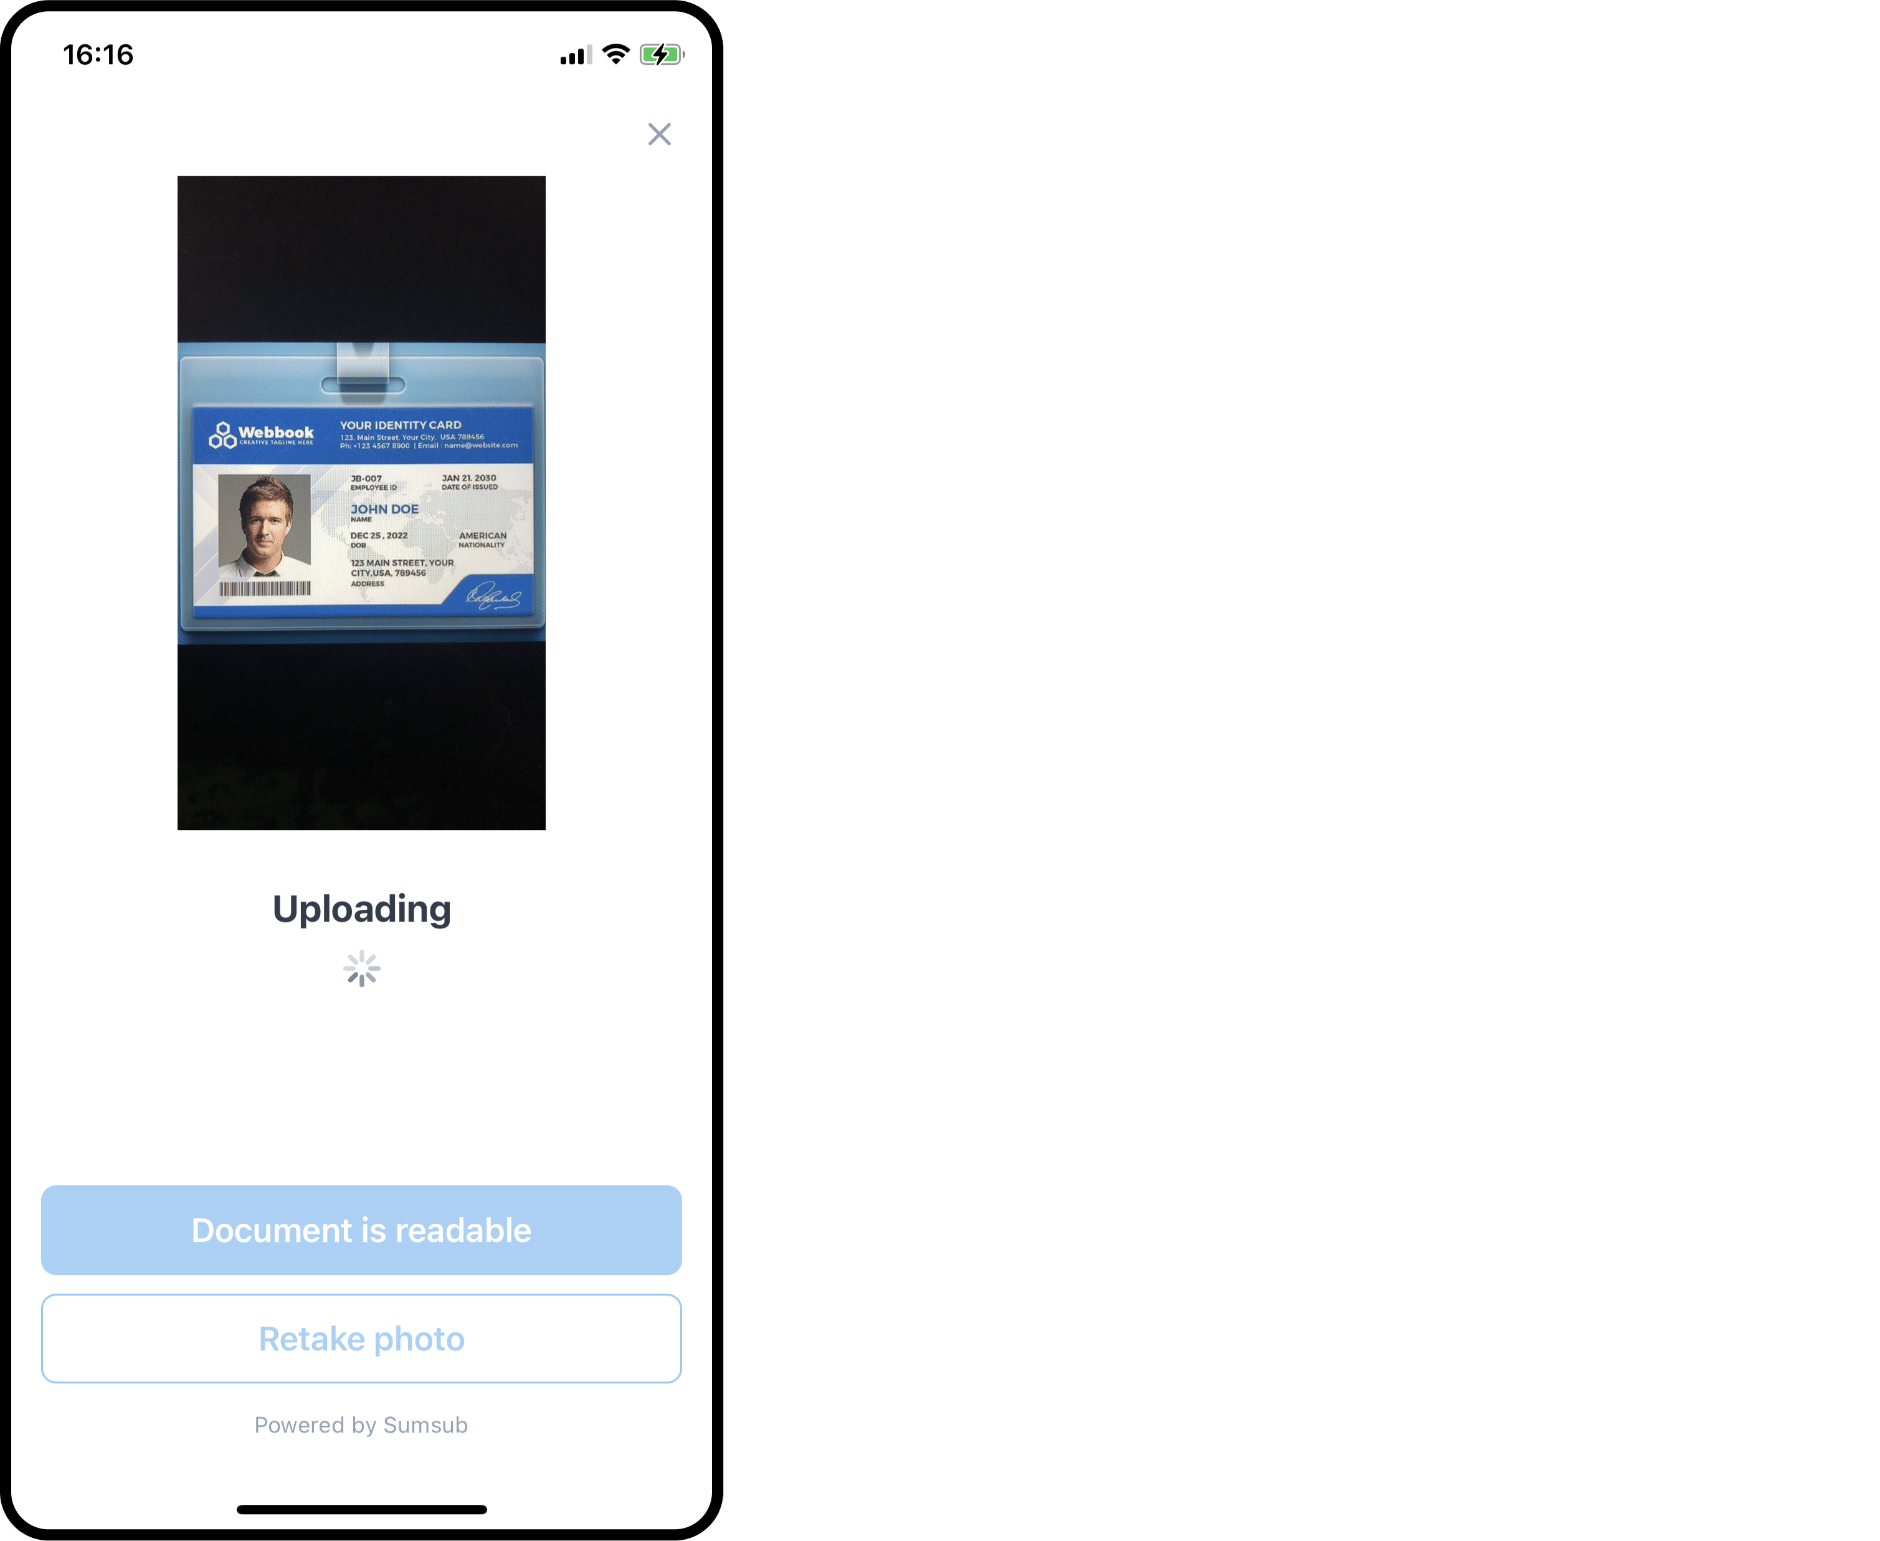 16:16
Webbook
CREATIVE TAGLINE HERE
YOUR IDENTITY CARD
123, Main Street, Your City, USA 789456
Ph: +123 4567 8900 | Email : name@website.com
JB-007
EMPLOYEE ID
JAN 21. 2030
DATE OF ISSUED
JOHN DOE
NAME
DEC 25 , 2022
DOB
AMERICAN
NATIONALITY
123 MAIN STREET, YOUR
CITY,USA, 789456
ADDRESS
Uploading
Document is readable
Retake photo
Powered by Sumsub